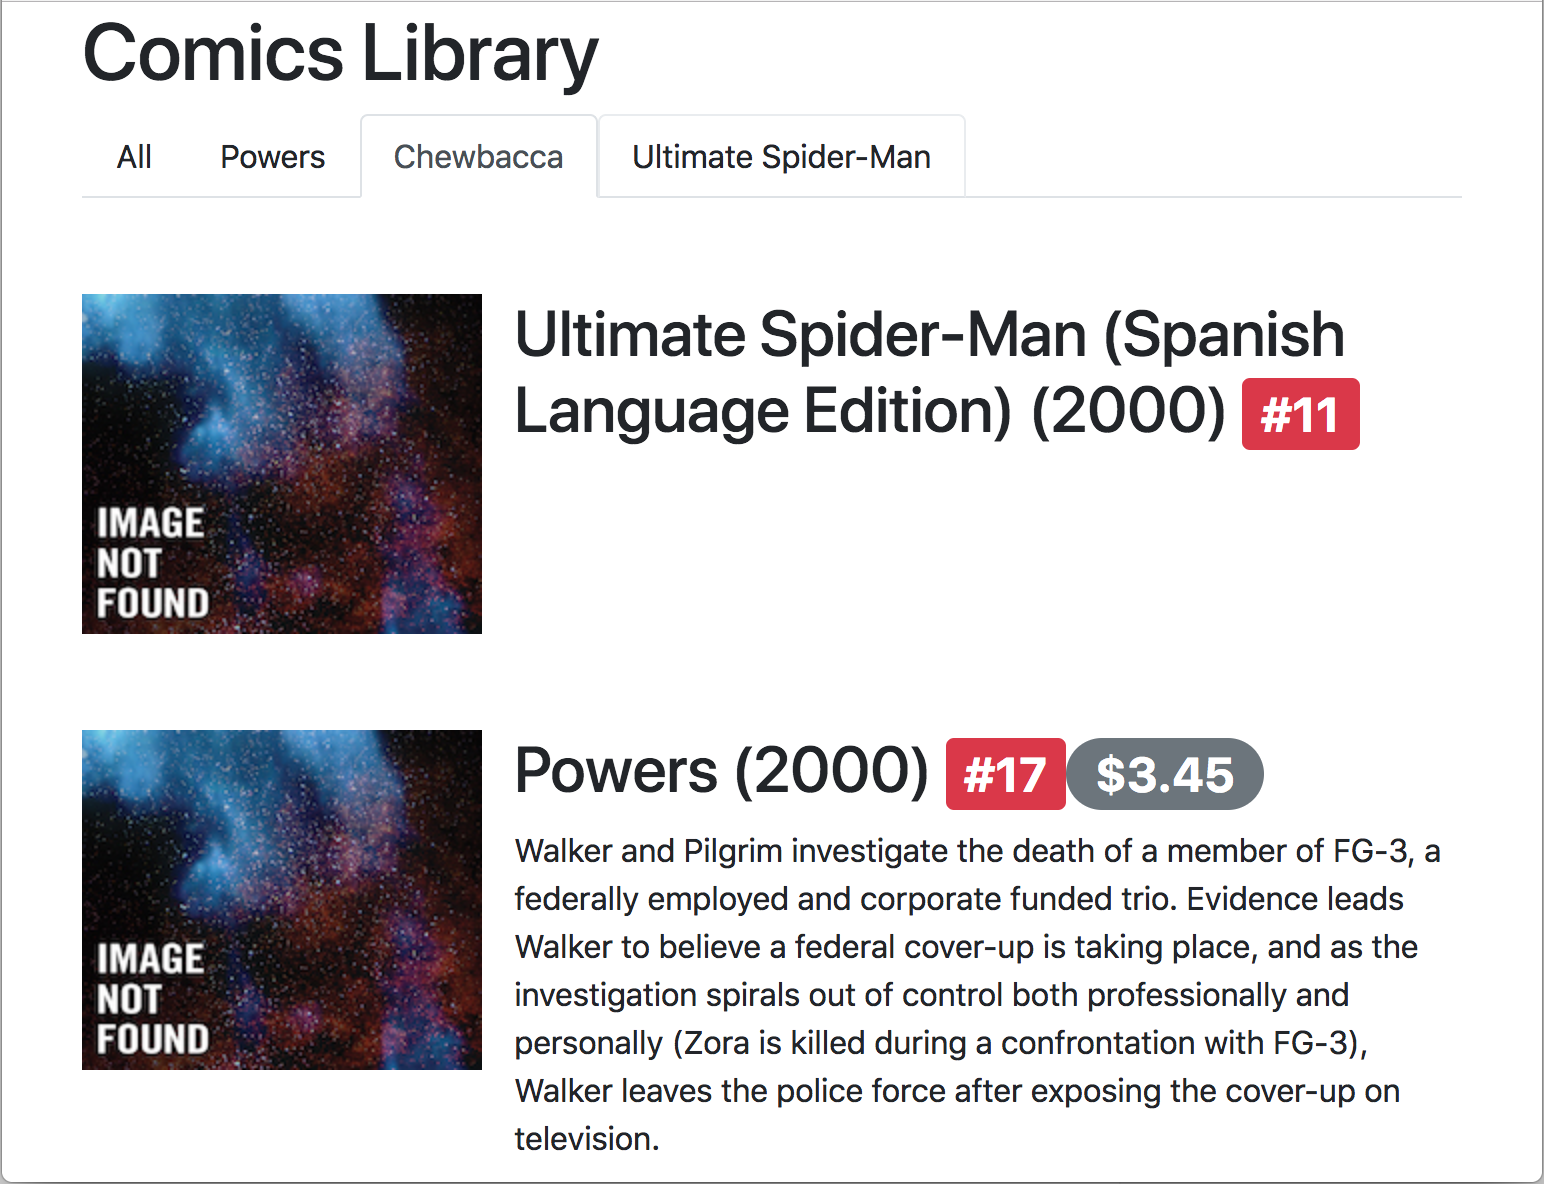 Comics Library
All Powers Chewbacca Ultimate Spider-Man
Ultimate Spider-Man (Spanish
Language Edition) (2000) #11
IMAGE
NOT
FOUND
Powers (2000) #17 $3.45
Walker and Pilgrim investigate the death of a member of FG-3, a
federally employed and corporate funded trio. Evidence leads
Walker to believe a federal cover-up is taking place, and as the
investigation spirals out of control both professionally and
personally (Zora is killed during a confrontation with FG-3),
Walker leaves the police force after exposing the cover-up on
television.
IMAGE
NOT
FOUND